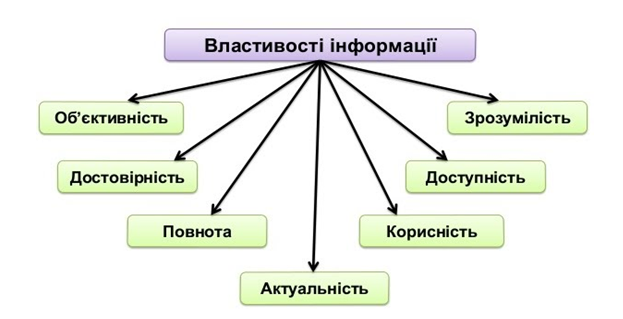 Властивості інформації
Об’єктивність
Зрозумілість
Достовірність
Доступність
Повнота
Корисність
Актуальність